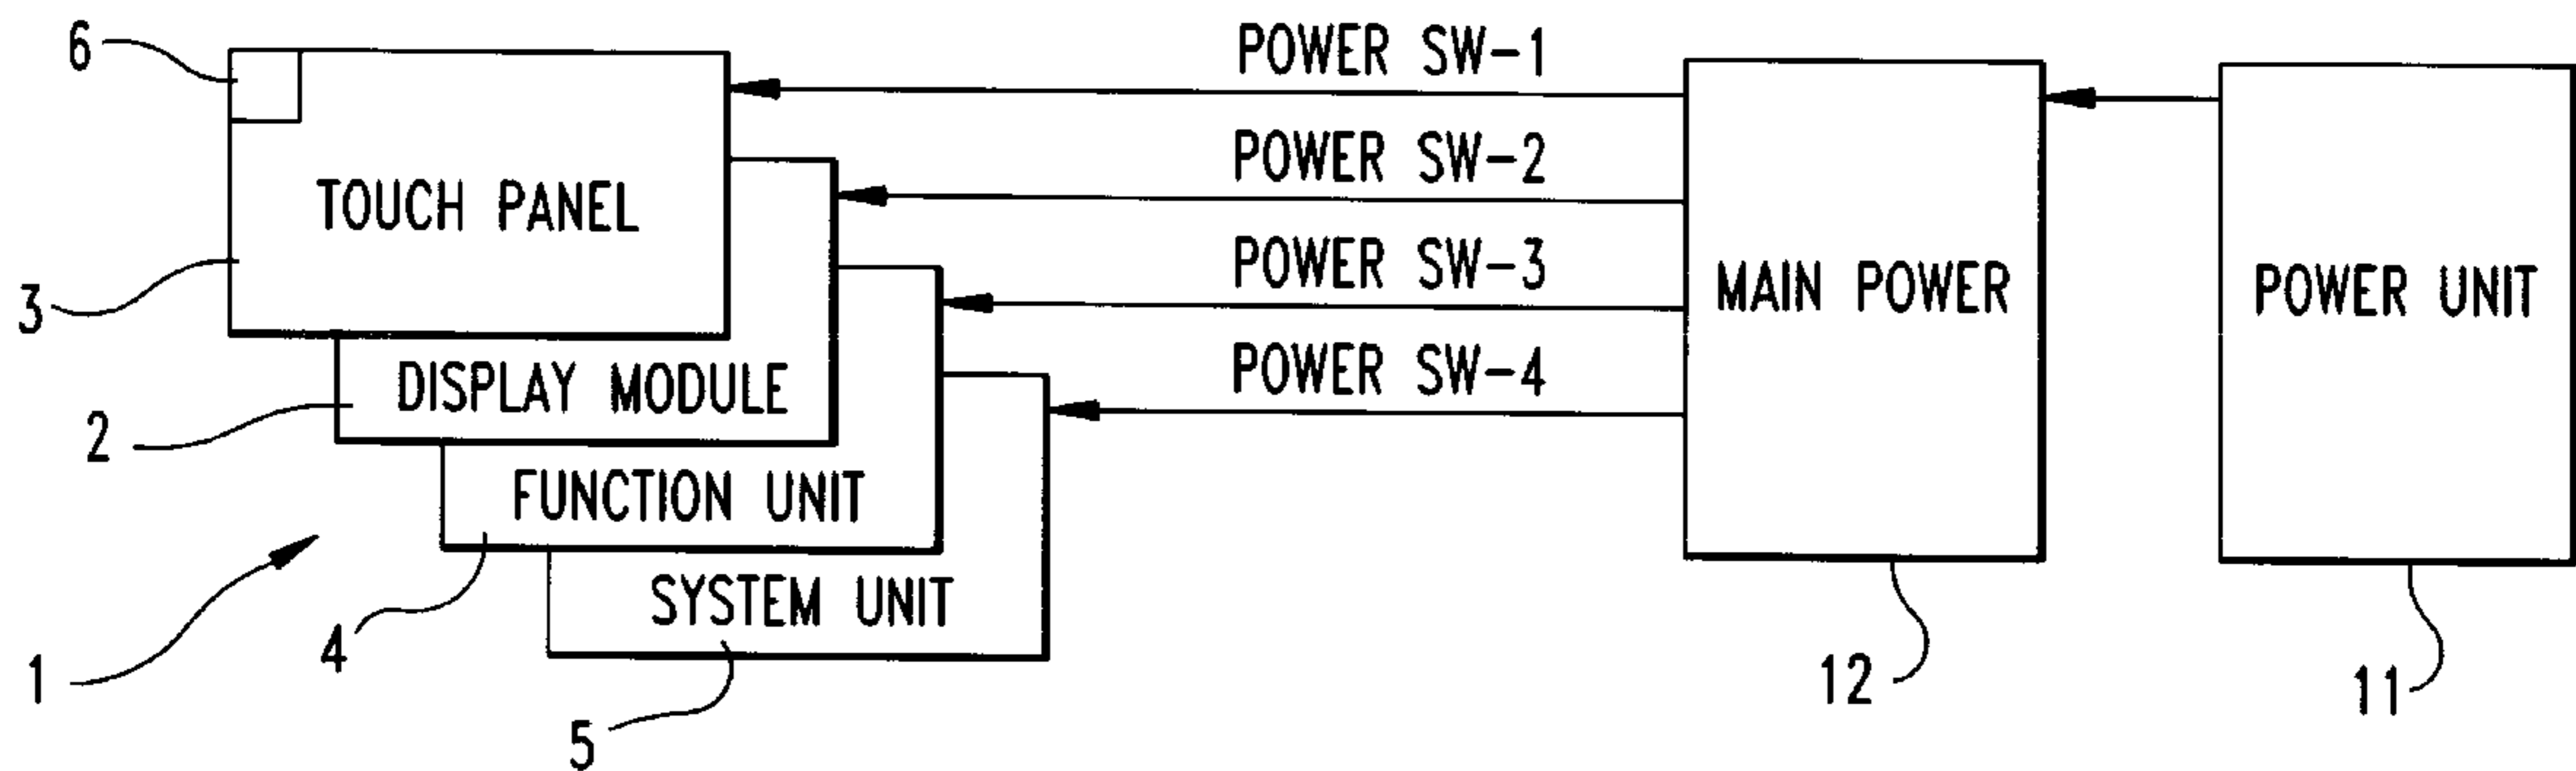 6
POWER SW-1
POWER SW-2
TOUCH PANEL
POWER SW-3
MAIN POWER
POWER UNIT
3
POWER SW-4
DISPLAY MODULE
2
FUNCTION UNIT
SYSTEM UNIT
4
1
12
11
5